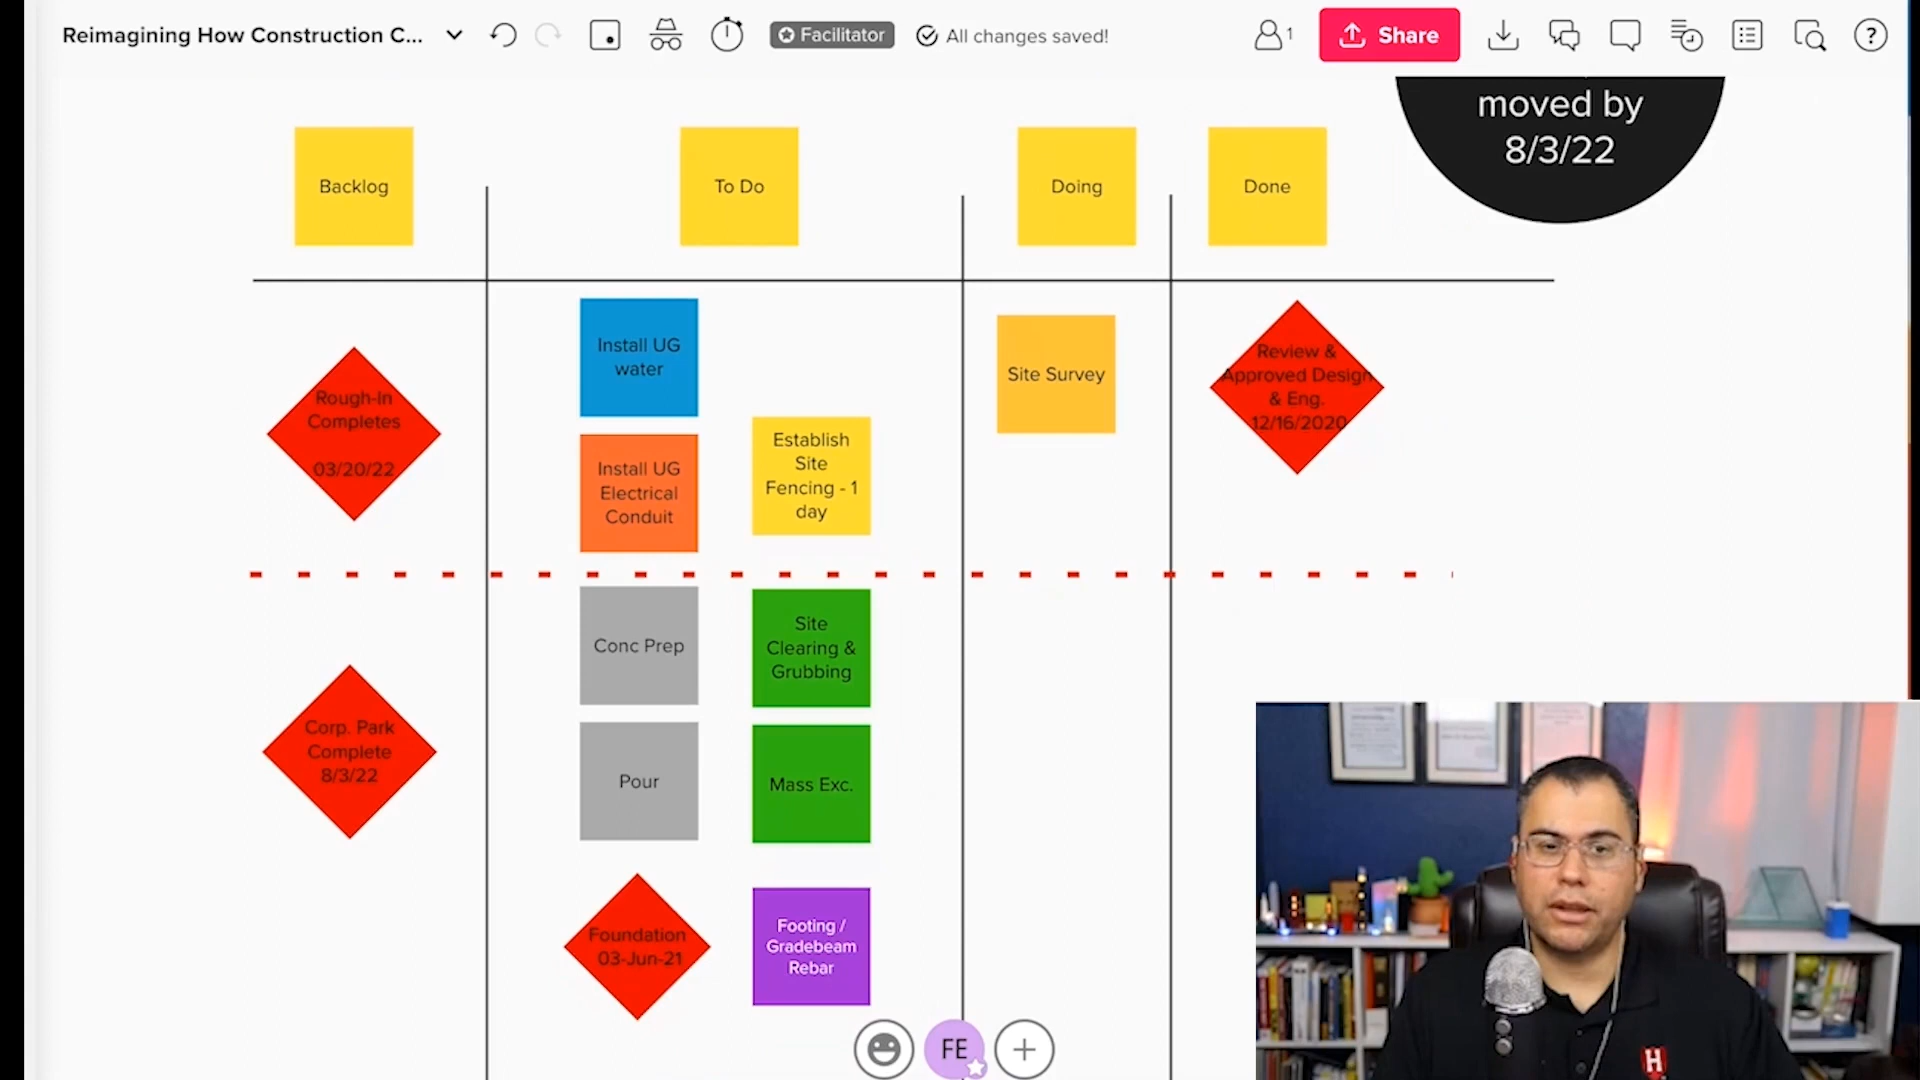 Reimagining How Construction C...
Facilitator
All changes saved!
1
Share
?
moved by
8/3/22
Backlog
To Do
Doing
Done
Rough-In
Completes
03/20/22
Install UG
water
Install UG
Electrical
Conduit
Establish
Site
Fencing - 1
day
Site Survey
Review &
Approved Design
& Eng.
12/16/2020
Corp. Park
Complete
8/3/22
Conc Prep
Pour
Foundation
03-Jun-21
Site
Clearing &
Grubbing
Mass Exc.
Footing /
Gradebeam
Rebar
FE
H